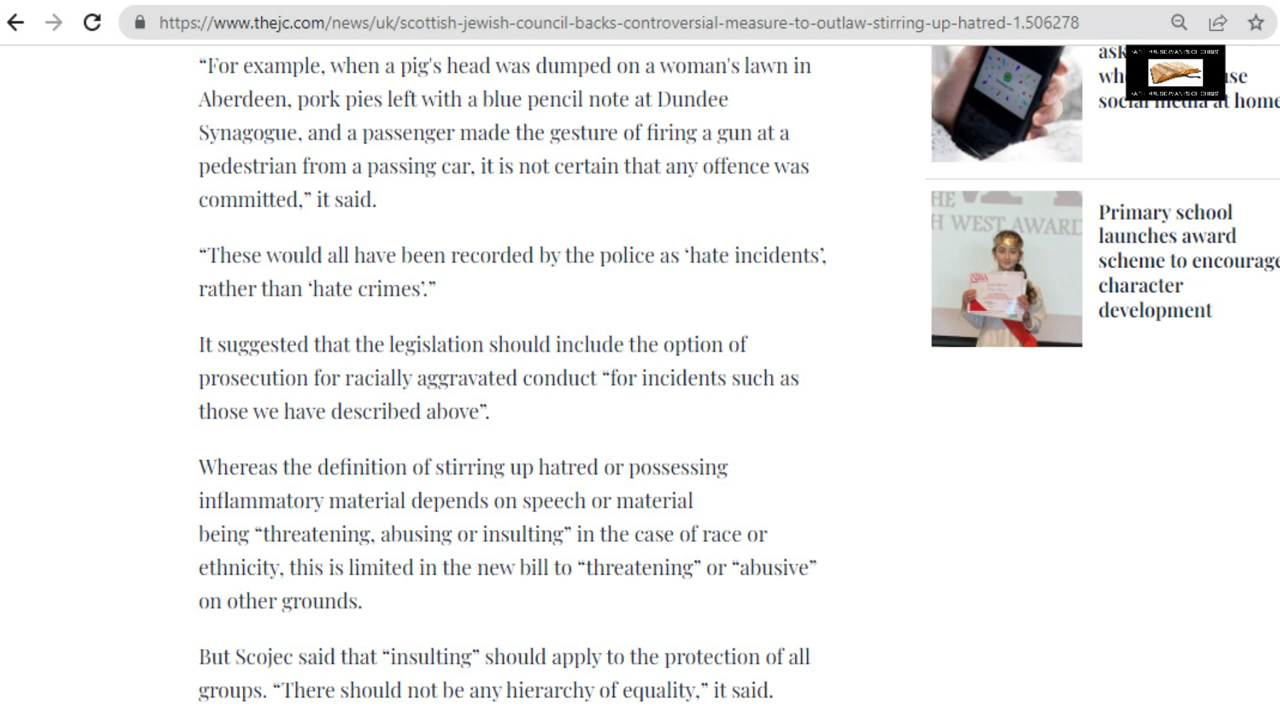 https://www.thejc.com/news/uk/scottish-jewish-council-backs-controversial-measure-to-outlaw-stirring-up-hatred-1.506278
“For example, when a pig's head was dumped on a woman's lawn in
Aberdeen, pork pies left with a blue pencil note at Dundee
Synagogue, and a passenger made the gesture of firing a gun at a
pedestrian from a passing car, it is not certain that any offence was
committed,” it said.
“These would all have been recorded by the police as ‘hate incidents’,
rather than ‘hate crimes’.”
It suggested that the legislation should include the option of
prosecution for racially aggravated conduct “for incidents such as
those we have described above”.
Whereas the definition of stirring up hatred or possessing
inflammatory material depends on speech or material
being “threatening, abusing or insulting” in the case of race or
ethnicity, this is limited in the new bill to “threatening” or “abusive”
on other grounds.
But Scojec said that “insulting” should apply to the protection of all
groups. “There should not be any hierarchy of equality,” it said.
social media at home
H WEST AWARD
Primary school
launches award
scheme to encourage
character
development